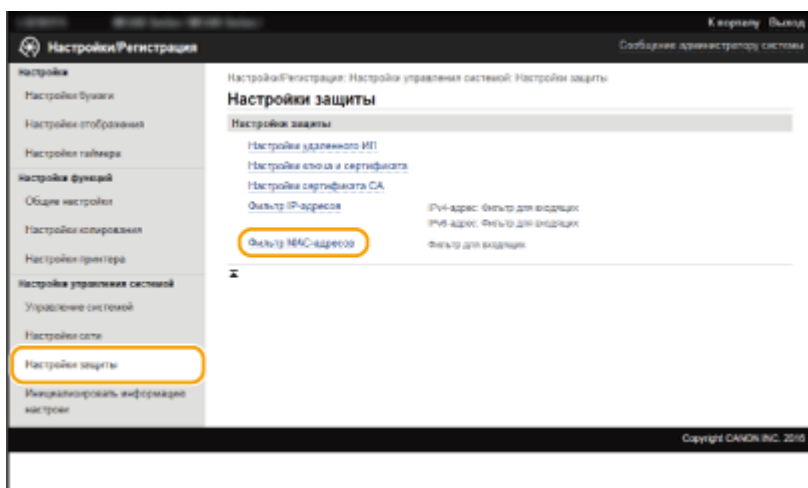 К порталу Выход
Настройки/Регистрация
Сообщение администратору системы
Настройки
Настройки бумаги
Настройки отображения
Настройки таймера
Настройки функций
Общие настройки
Настройки копирования
Настройки принтера
Настройки управления системой
Управление системой
Настройки сети
Настройки защиты
Инициализировать информацию
настроек
Настройки/Регистрация: Настройки управления системой: Настройки защиты
Настройки защиты
Настройки защиты
Настройки удаленного ИП
Настройки ключа и сертификата
Настройки сертификата CA
Фильтр IP-адресов
IPv4-адрес: Фильтр для входящих
IPv6-адрес: Фильтр для входящих
Фильтр MAC-адресов
Фильтр для входящих
Copyright CANON INC. 2016